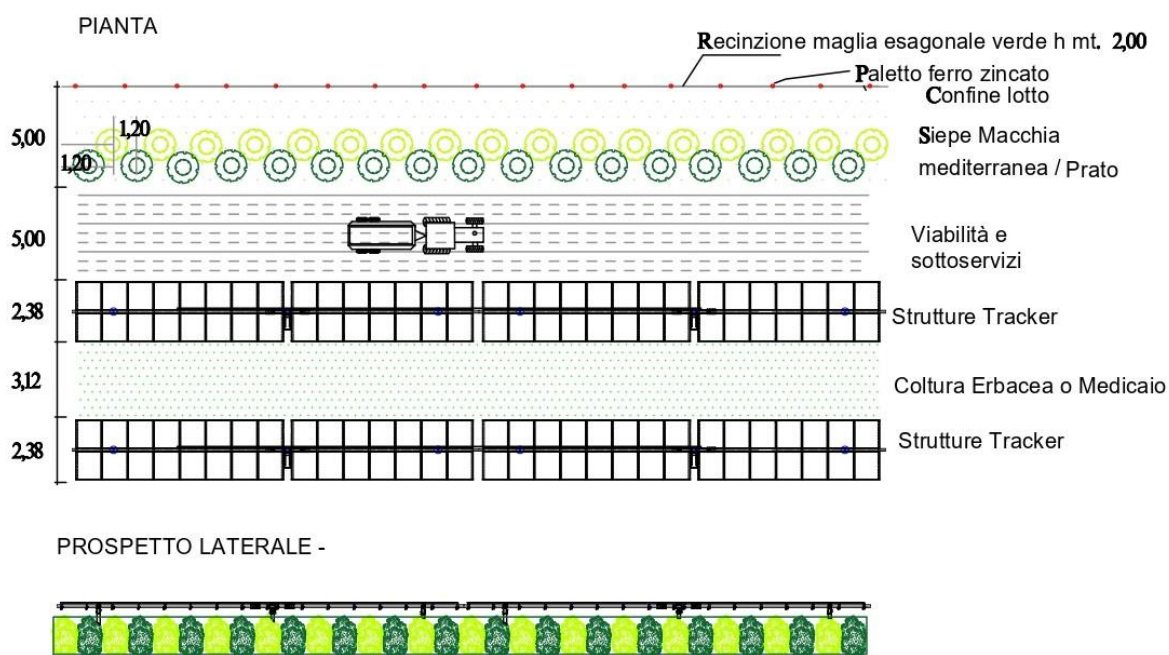 PIANTA
Recinzione maglia esagonale verde h mt. 2,00
Paletto ferro zincato
Confine lotto
5,00
1,20
1,20
Siepe Macchia
mediterranea / Prato
5,00
Viabilità e
sottoservizi
2,38
Strutture Tracker
3,12
Coltura Erbacea o Medicaio
2,38
Strutture Tracker
PROSPETTO LATERALE -